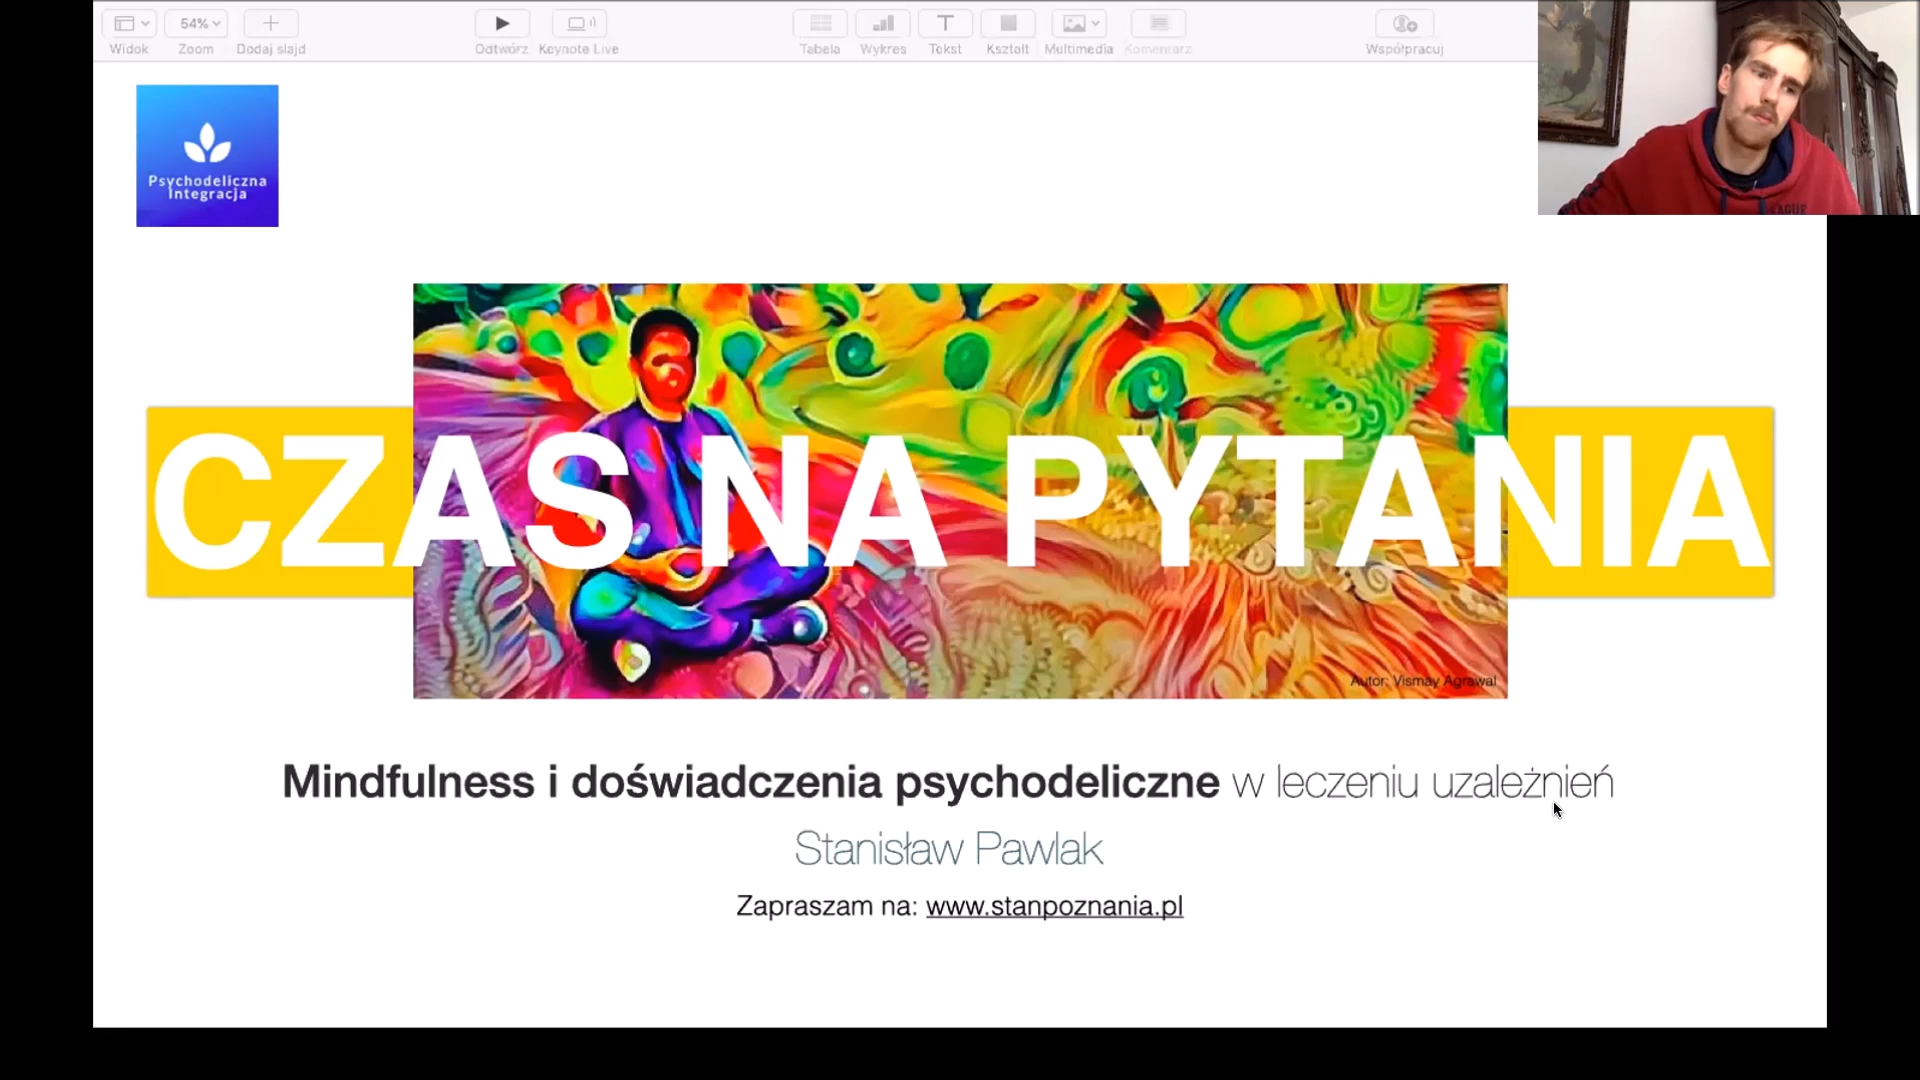 54%
Widok Zoom Dodaj slajd Odtwórz Keynote Live Tabela Wykres Tekst Kształt Multimedia Komentarz Współpracuj
Psychodeliczna
Integracja
CZAS NA PYTANIA
Autor: Vismay Agrawal
Mindfulness i doświadczenia psychodeliczne w leczeniu uzależnień
Stanisław Pawlak
Zapraszam na: www.stanpoznania.pl